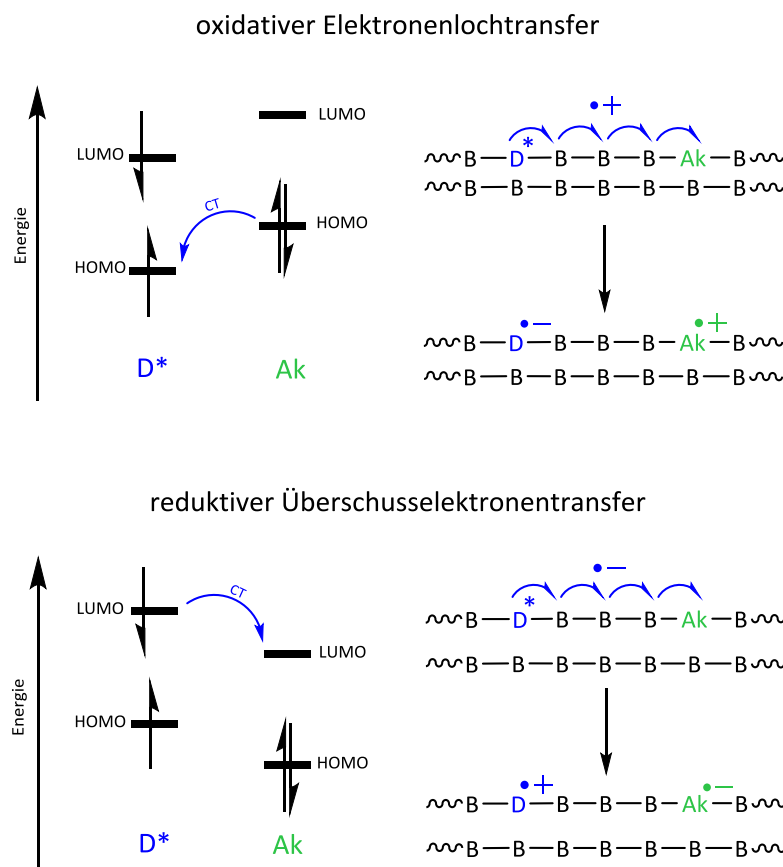 oxidativer Elektronenlochtransfer
Energie
LUMO
LUMO
CT
HOMO
HOMO
D*
Ak
•+
B D* B B B Ak B
B B B B B B B
•− •+
B D B B B Ak B
B B B B B B B
reduktiver Überschusselektronentransfer
Energie
LUMO
CT
LUMO
HOMO
HOMO
D*
Ak
•−
B D* B B B Ak B
B B B B B B B
•+ •−
B D B B B Ak B
B B B B B B B